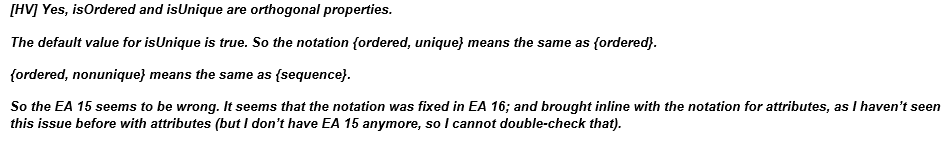 [HV] Yes, isOrdered and isUnique are orthogonal properties.
The default value for isUnique is true. So the notation {ordered, unique} means the same as {ordered}.
{ordered, nonunique} means the same as {sequence}.
So the EA 15 seems to be wrong. It seems that the notation was fixed in EA 16; and brought inline with the notation for attributes, as I haven't seen
this issue before with attributes (but I don't have EA 15 anymore, so I cannot double-check that).